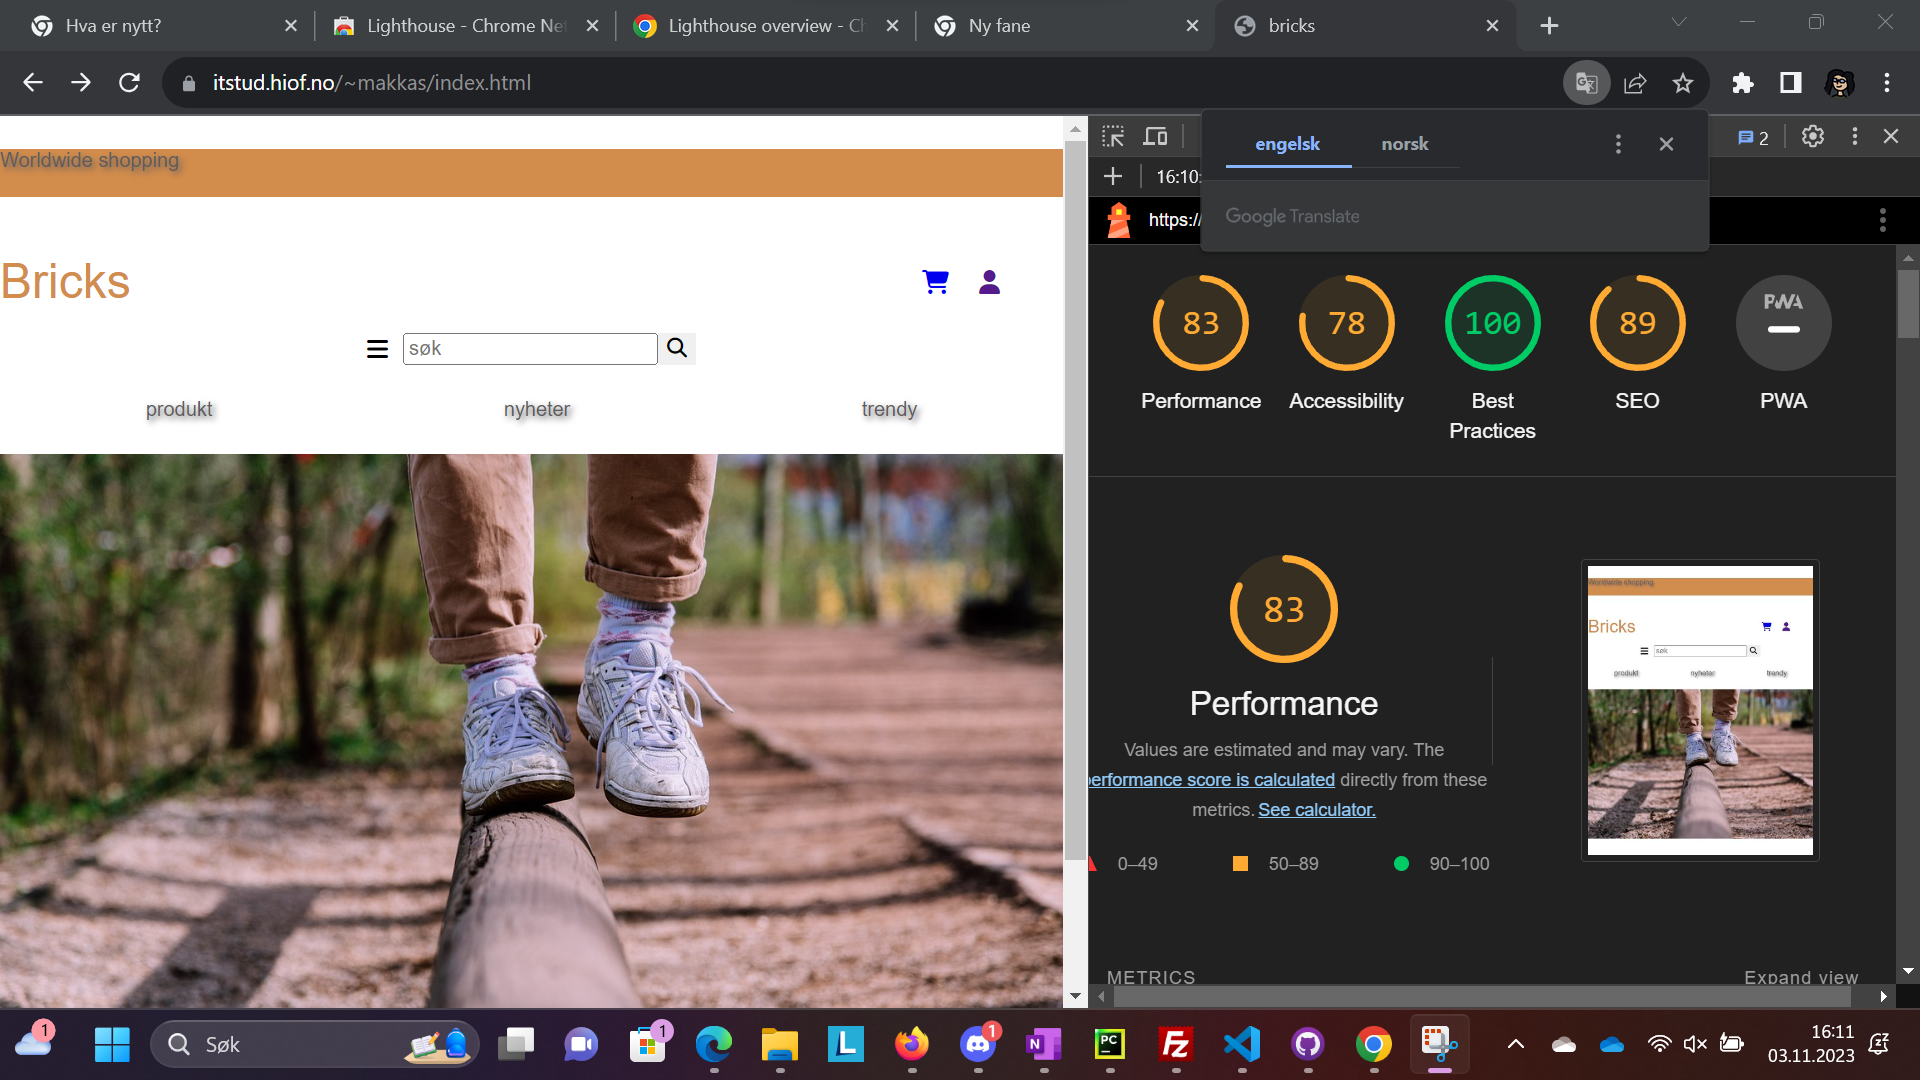 Hva er nytt?
Lighthouse - Chrome Net
Lighthouse overview - Ch
Ny fane
bricks
itstud.hiof.no/~makkas/index.html
engelsk
norsk
Google Translate
2
16:10:
https://
Worldwide shopping
Bricks
søk
produkt
nyheter
trendy
83
78
100
89
PWA
Performance
Accessibility
Best
Practices
SEO
PWA
83
Performance
Values are estimated and may vary. The
performance score is calculated directly from these
metrics. See calculator.
0–49
50–89
90–100
Worldwide shopping
Bricks
søk
produkt
nyheter
trendy
METRICS
Expand view
1
Søk
1
L
1
N
PC
FZ
16:11
03.11.2023